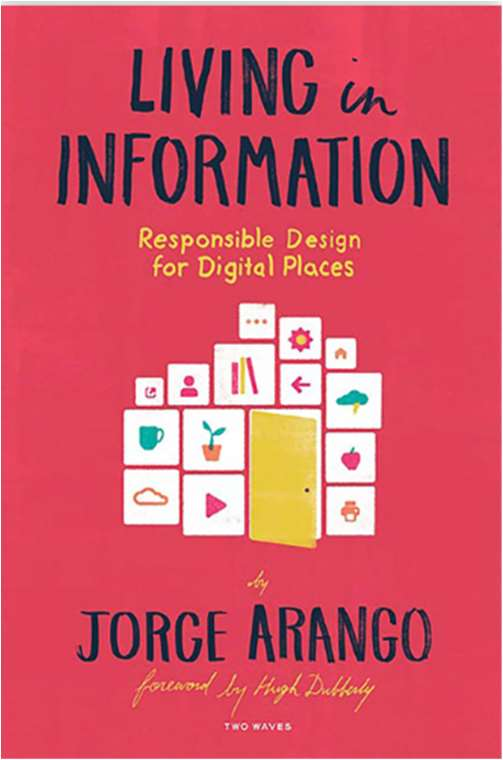 LIVING in
INFORMATION
Responsible Design
for Digital Places
by
JORGE ARANGO
foreword by Hugh Dubberly
TWO WAVES